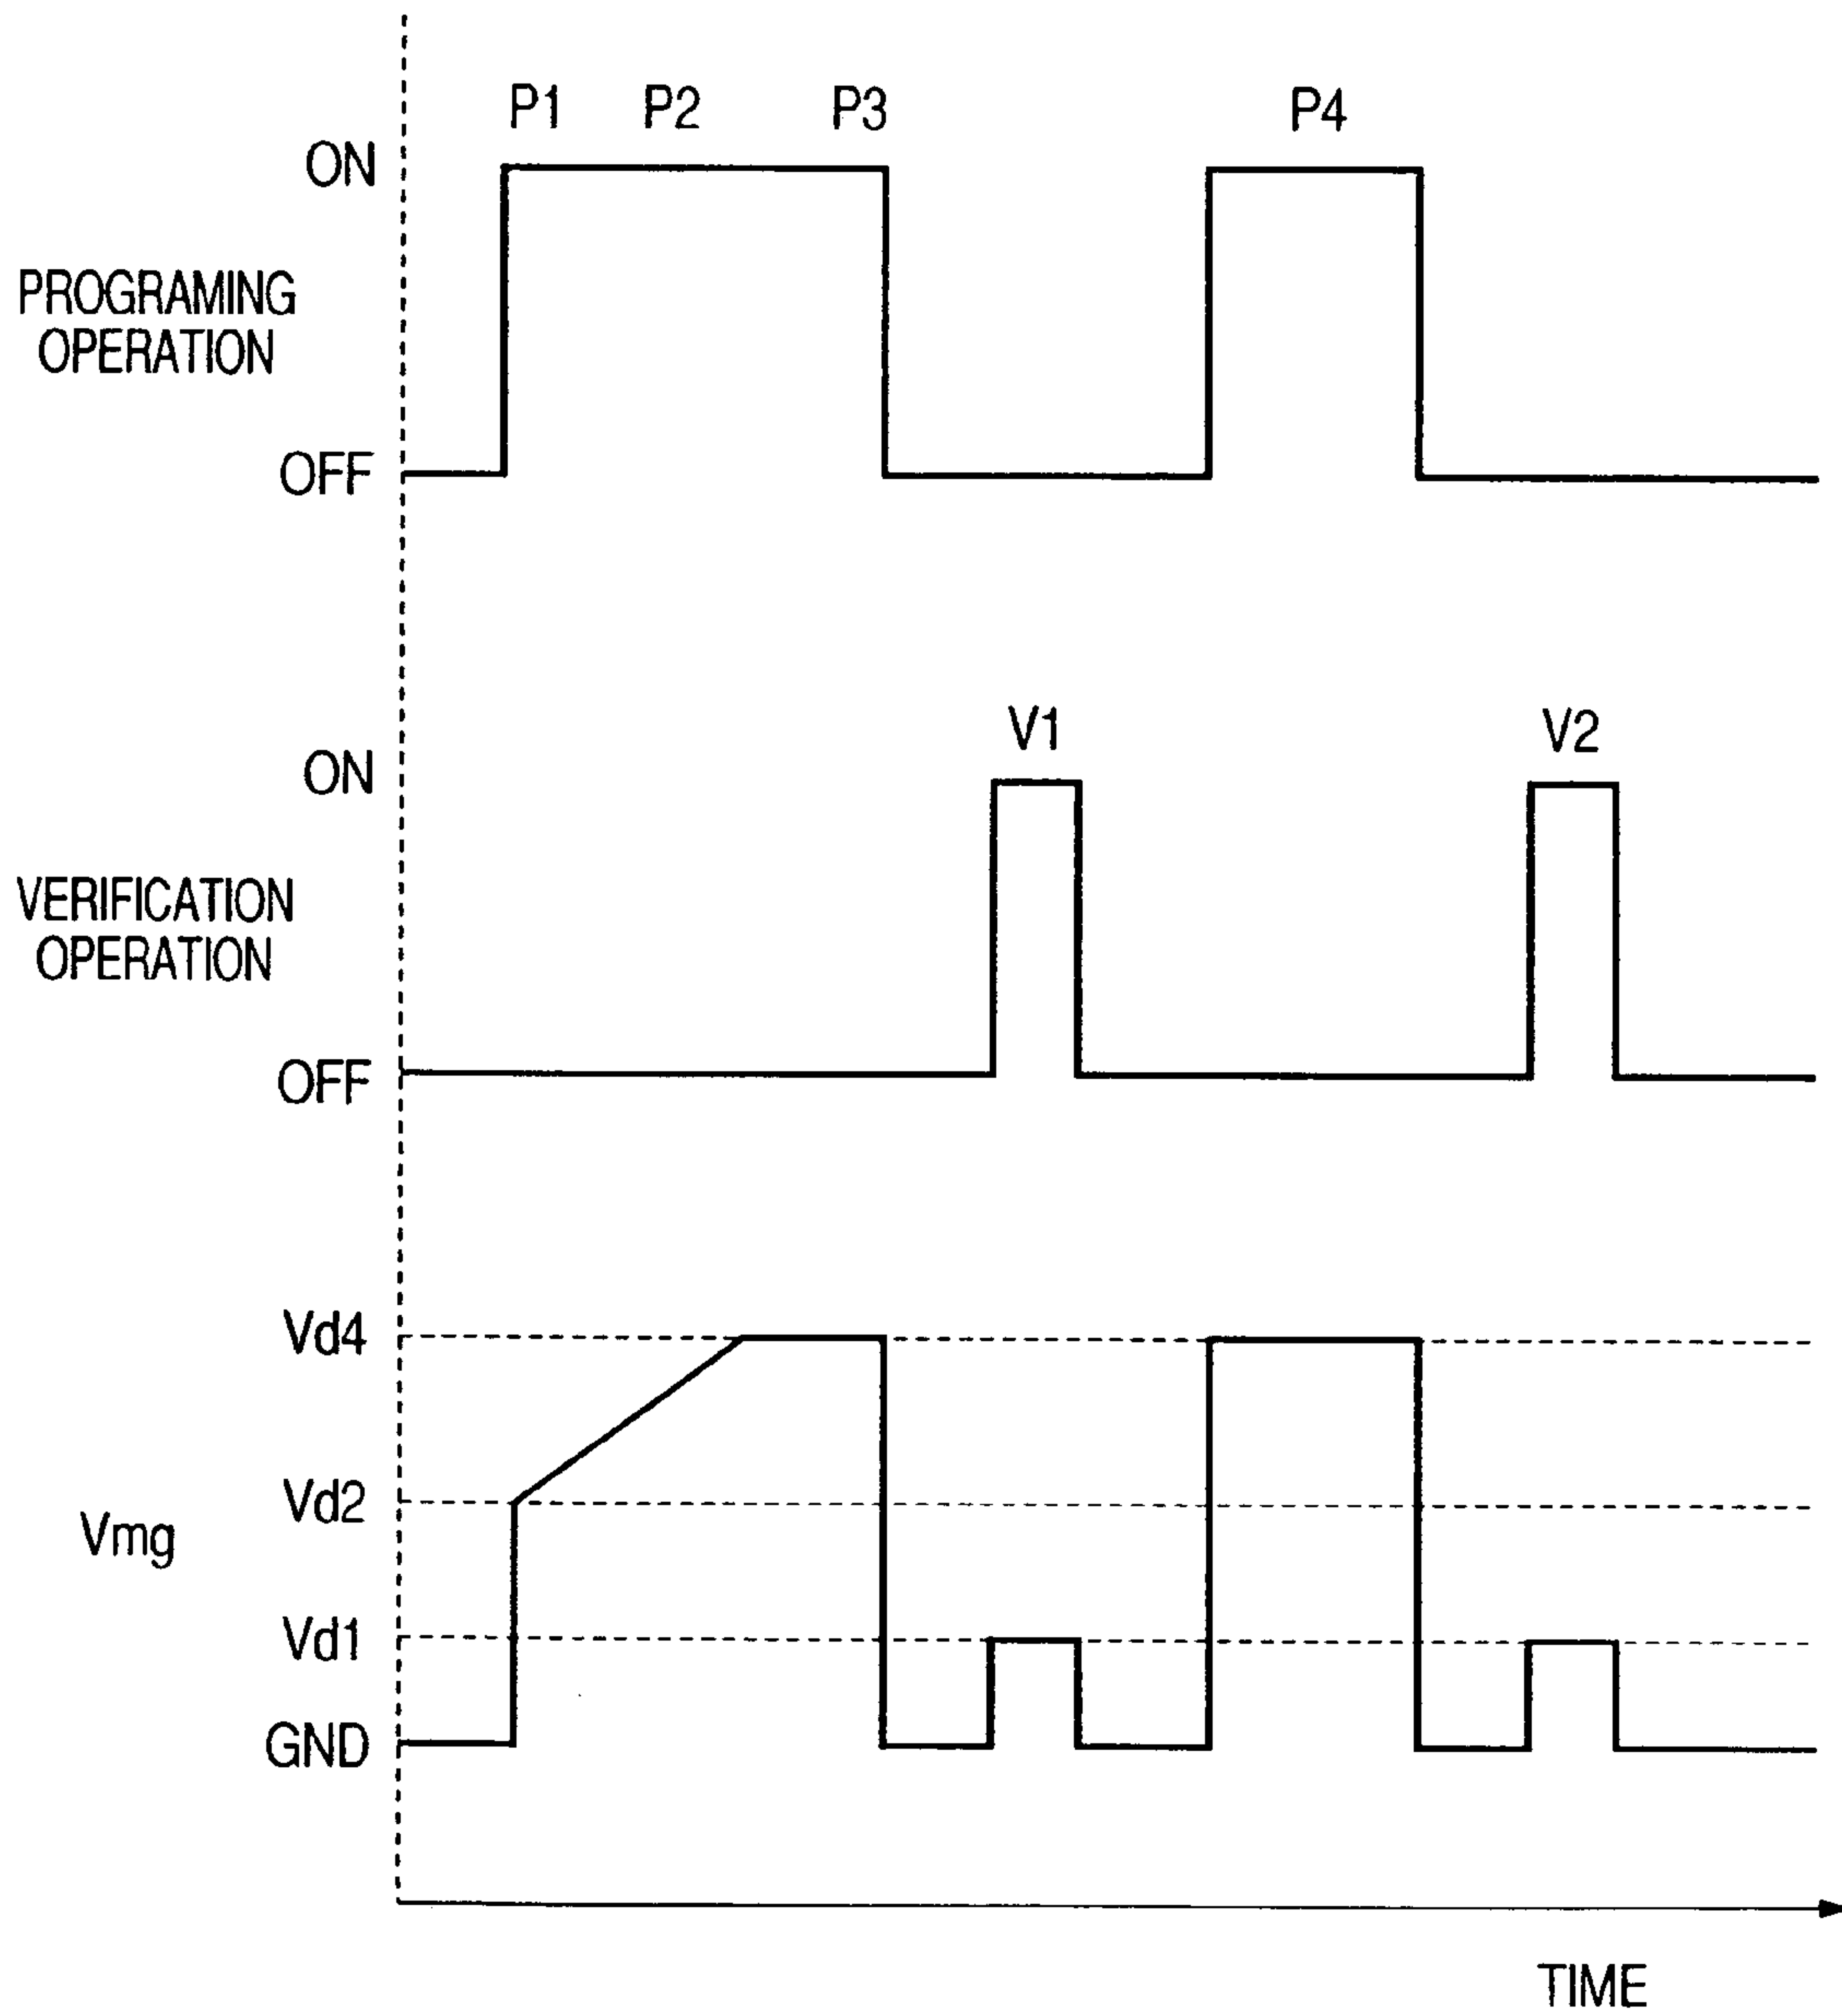 P1 P2 P3 P4
ON
PROGRAMING
OPERATION
OFF
V1 V2
ON
VERIFICATION
OPERATION
OFF
Vd4
Vd2
Vmg
Vd1
GND
TIME